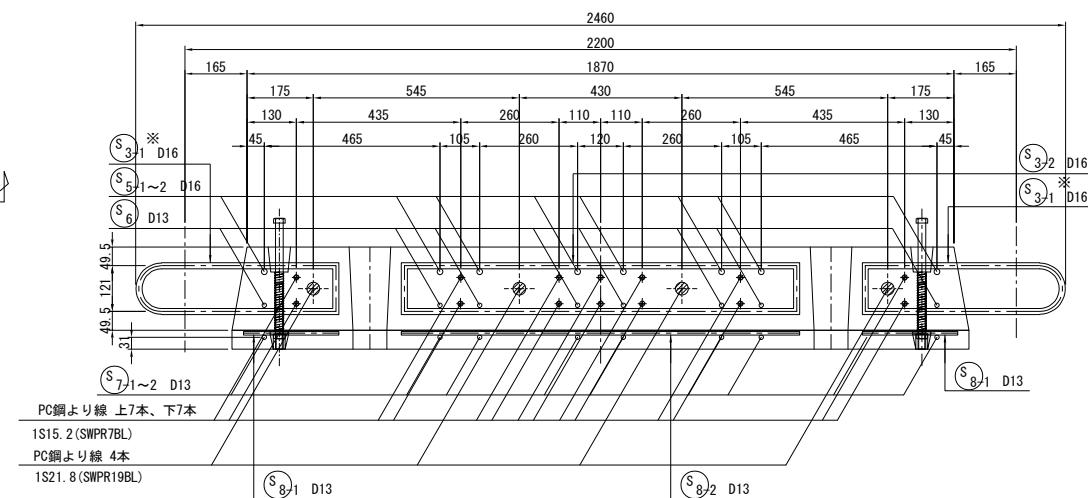 2460
2200
165 1870 165
175 545 430 545 175
130 435 260 110 110 260 435 130
45 465 105 260 120 260 105 465 45
S3-1 ※ D16
S5-1~2 D16
S6 D13
S3-2 D16
S3-1 ※ D16
49.5
121
49.5
31
S7-1~2 D13
S8-1 D13
PC鋼より線 上7本、下7本
1S15.2(SWPR7BL)
PC鋼より線 4本
1S21.8(SWPR19BL)
S8-1 D13
S8-2 D13